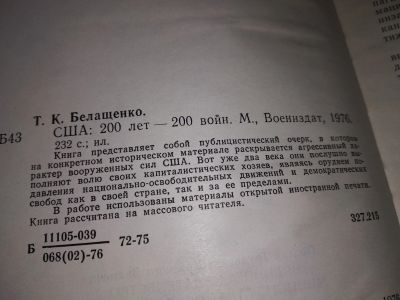 Т. К. Белащенко.
Б43
США: 200 лет — 200 войн. М., Воениздат, 1976.
232 с.; ил.
Книга представляет собой публицистический очерк, в котором
на конкретном историческом материале раскрывается агрессивный ха-
рактер вооруженных сил США. Вот уже два века они послушно вы-
полняют волю своих капиталистических хозяев, являясь орудием по-
давления национально-освободительных движений и демократических
свобод как в своей стране, так и за ее пределами.
В работе использованы материалы открытой иностранной печати.
Книга рассчитана на массового читателя.
327.215
Б 11105-039 72-75
068(02)-76